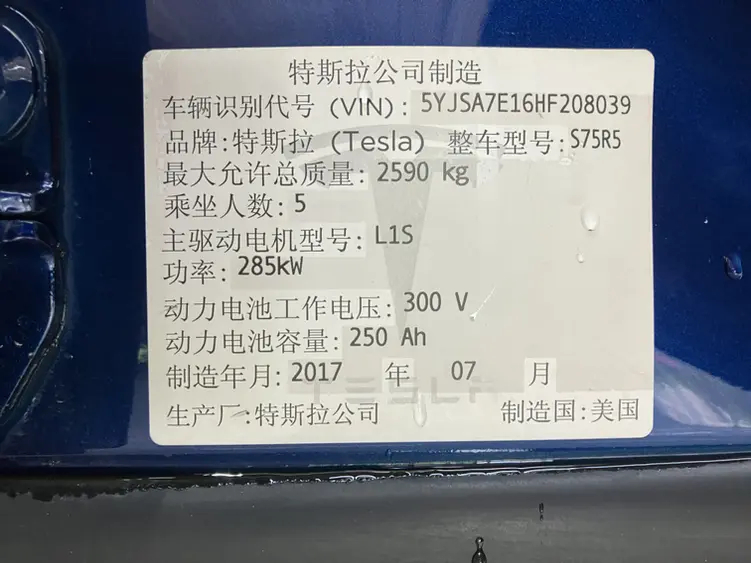 特斯拉公司制造
车辆识别代号 (VIN): 5YJSA7E16HF208039
品牌:特斯拉 (Tesla) 整车型号: S75R5
最大允许总质量: 2590 kg
乘坐人数: 5
主驱动电机型号: L1S
功率: 285kW
动力电池工作电压: 300 V
动力电池容量: 250 Ah
制造年月: 2017 年 07 月
TESLA
生产厂:特斯拉公司 制造国:美国